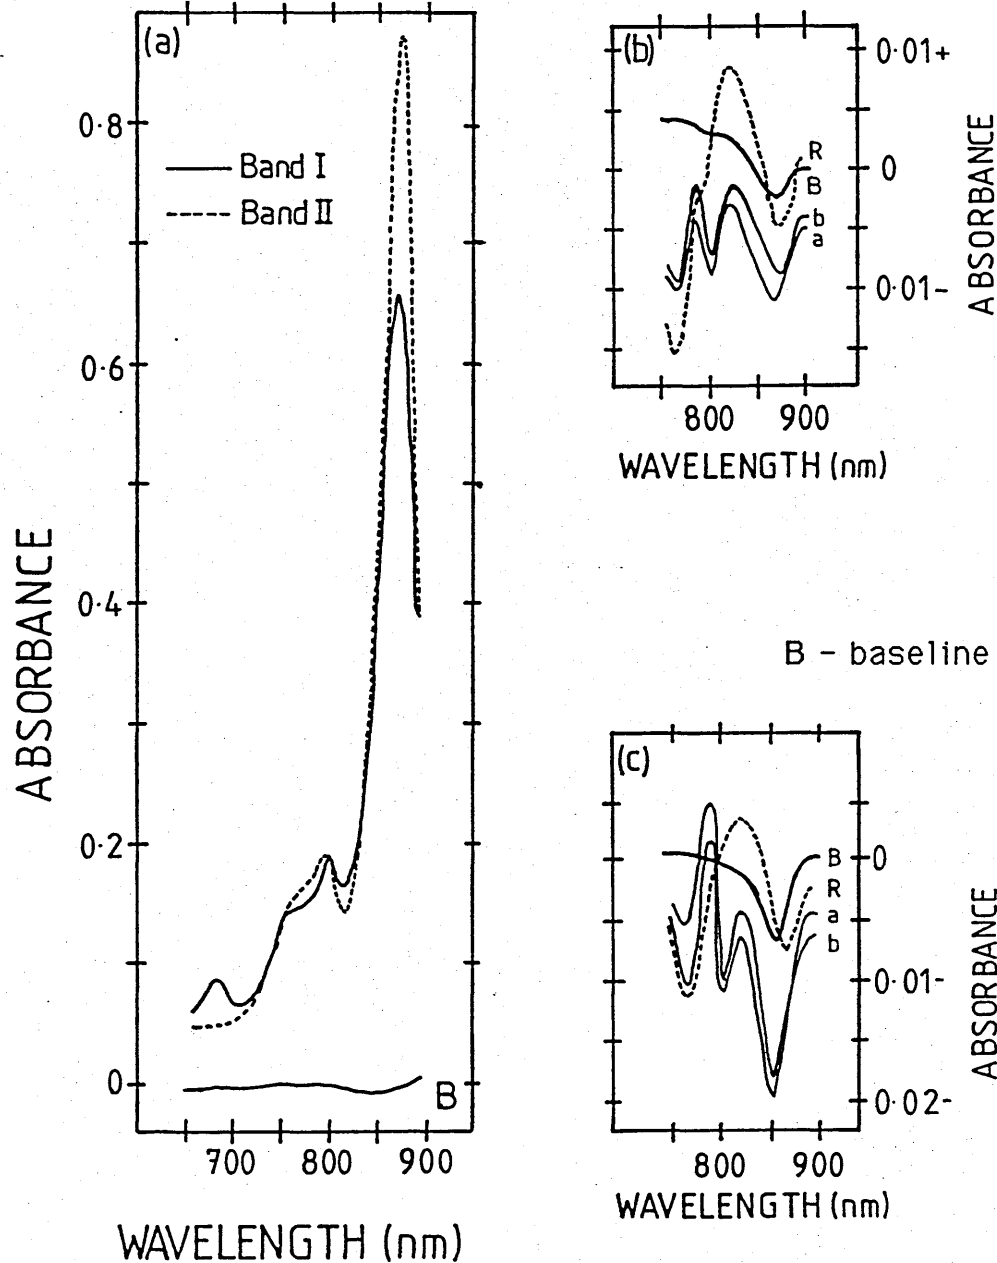 (a)
0·8
Band I
Band II
0·6
0·4
0·2
0
B
700 800 900
WAVELENGTH (nm)
ABSORBANCE
(b)
0·01+
0
0·01-
R
B
b
a
800 900
WAVELENGTH (nm)
ABSORBANCE
B - baseline
(c)
B
R
a
b
0
0·01-
0·02-
800 900
WAVELENGTH (nm)
ABSORBANCE